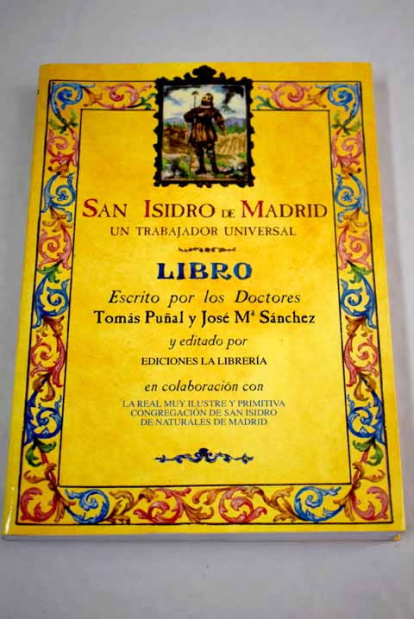 SAN ISIDRO DE MADRID
UN TRABAJADOR UNIVERSAL
LIBRO
Escrito por los Doctores
Tomás Puñal y José Mª Sánchez
y editado por
EDICIONES LA LIBRERÍA
en colaboración con
LA REAL MUY ILUSTRE Y PRIMITIVA
CONGREGACIÓN DE SAN ISIDRO
DE NATURALES DE MADRID